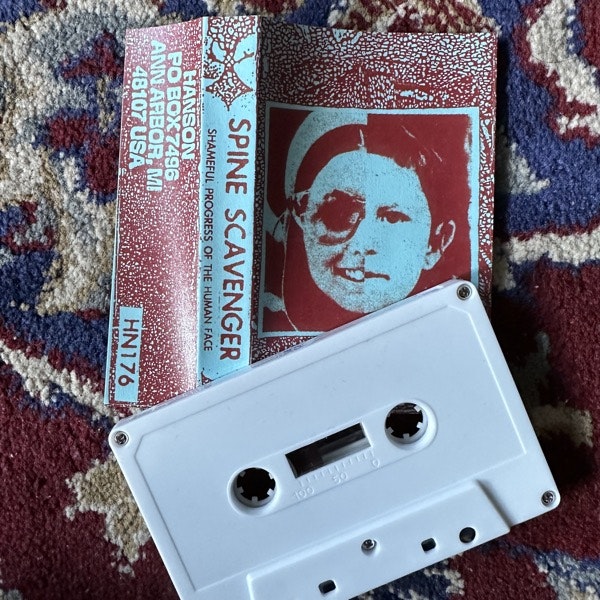 HANSON
PO BOX 7496
ANN ARBOR, MI
48107 USA
HN176
SPINE SCAVENGER
SHAMEFUL PROGRESS OF THE HUMAN FACE
100 50 0